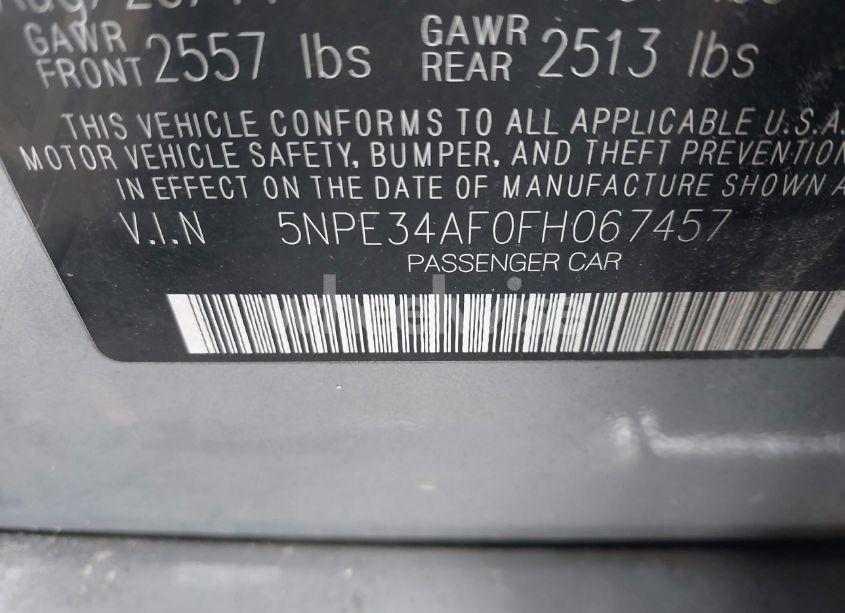 GAWR FRONT 2557 lbs GAWR REAR 2513 lbs
THIS VEHICLE CONFORMS TO ALL APPLICABLE U.S.A.
MOTOR VEHICLE SAFETY, BUMPER, AND THEFT PREVENTION
IN EFFECT ON THE DATE OF MANUFACTURE SHOWN
V.I.N 5NPE34AF0FH067457
PASSENGER CAR